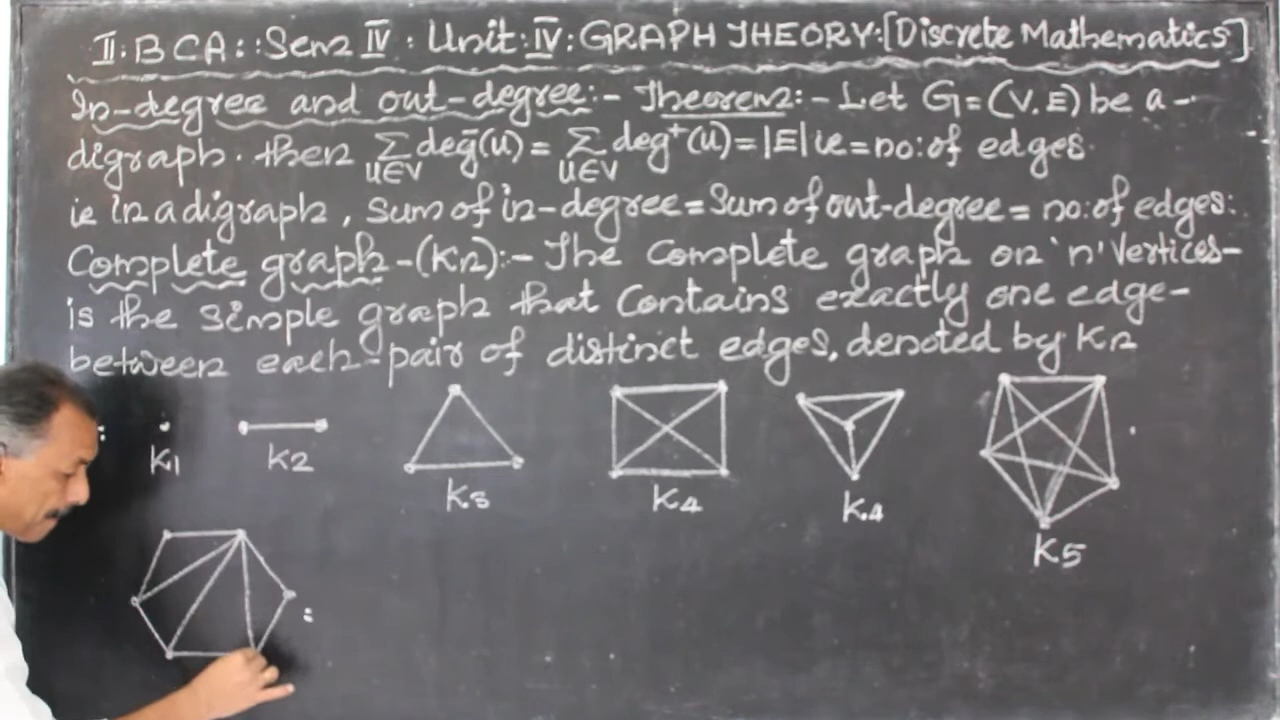 II. BCA: :Sem IV : Unit: IV: GRAPH THEORY:[Discrete Mathematics]
In-degree and out-degree:- Theorem:- Let G=(V.E) be a-
digraph. then ∑ deg⁻(u) = ∑ deg⁺(u) = |E| ie = no: of edges.
u∈V u∈V
ie in a digraph, Sum of in-degree = Sum of out-degree = no: of edges:
Complete graph-(Kn):- The Complete graph on 'n' Vertices-
is the simple graph that Contains exactly one edge-
between each pair of distinct edges, denoted by Kn
:
K1 K2 K3 K4 K4 K5
: